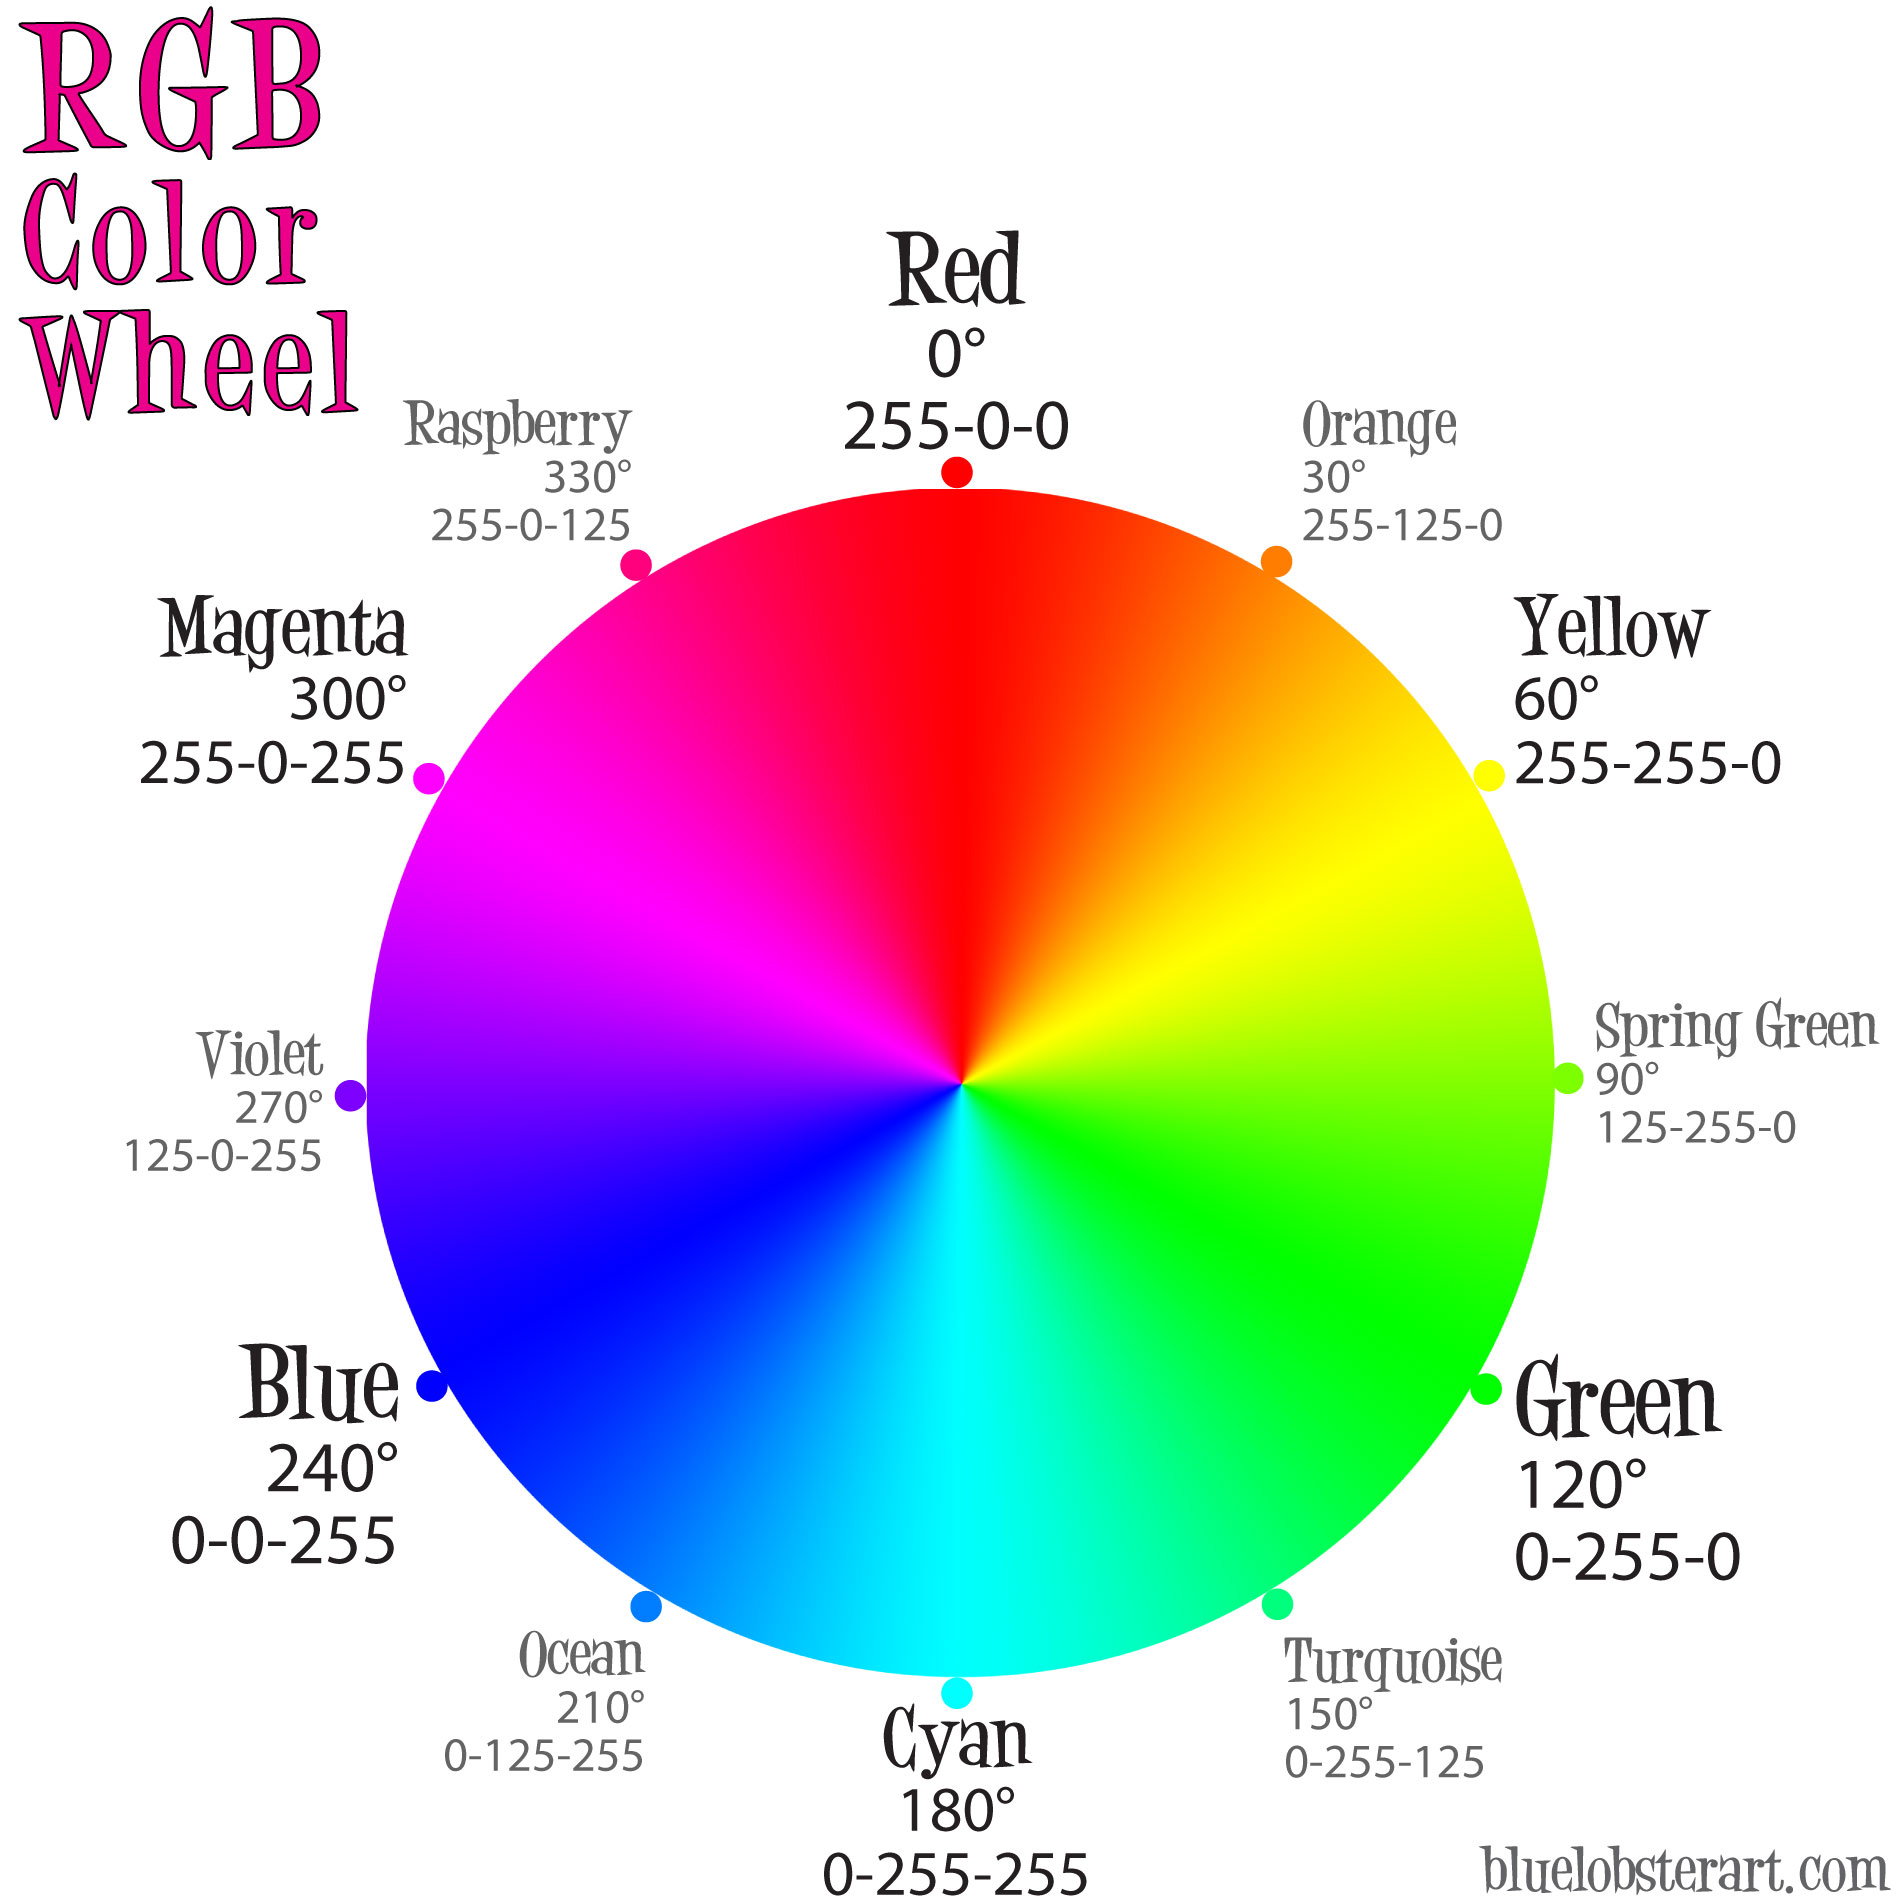 RGB
Color
Wheel
Red
0°
255-0-0
Raspberry
330°
255-0-125
Orange
30°
255-125-0
Magenta
300°
255-0-255
Yellow
60°
255-255-0
Violet
270°
125-0-255
Spring Green
90°
125-255-0
Blue
240°
0-0-255
Green
120°
0-255-0
Ocean
210°
0-125-255
Turquoise
150°
0-255-125
Cyan
180°
0-255-255
bluelobsterart.com